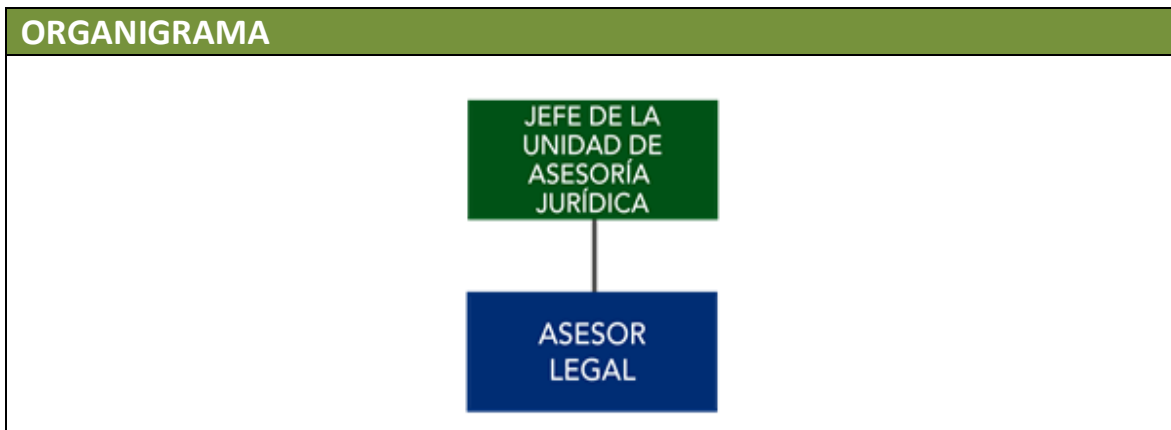 ORGANIGRAMA
JEFE DE LA
UNIDAD DE
ASESORÍA
JURÍDICA
ASESOR
LEGAL